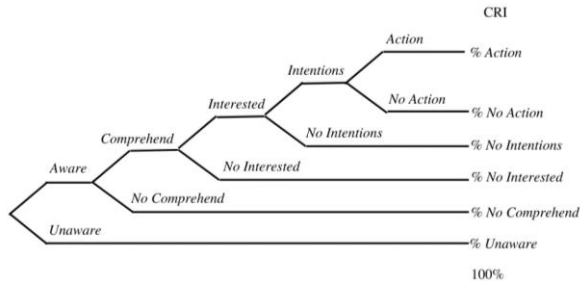 CRI
Action
% Action
Intentions
No Action
% No Action
Interested
No Intentions
% No Intentions
Comprehend
No Interested
% No Interested
Aware
No Comprehend
% No Comprehend
Unaware
% Unaware
100%